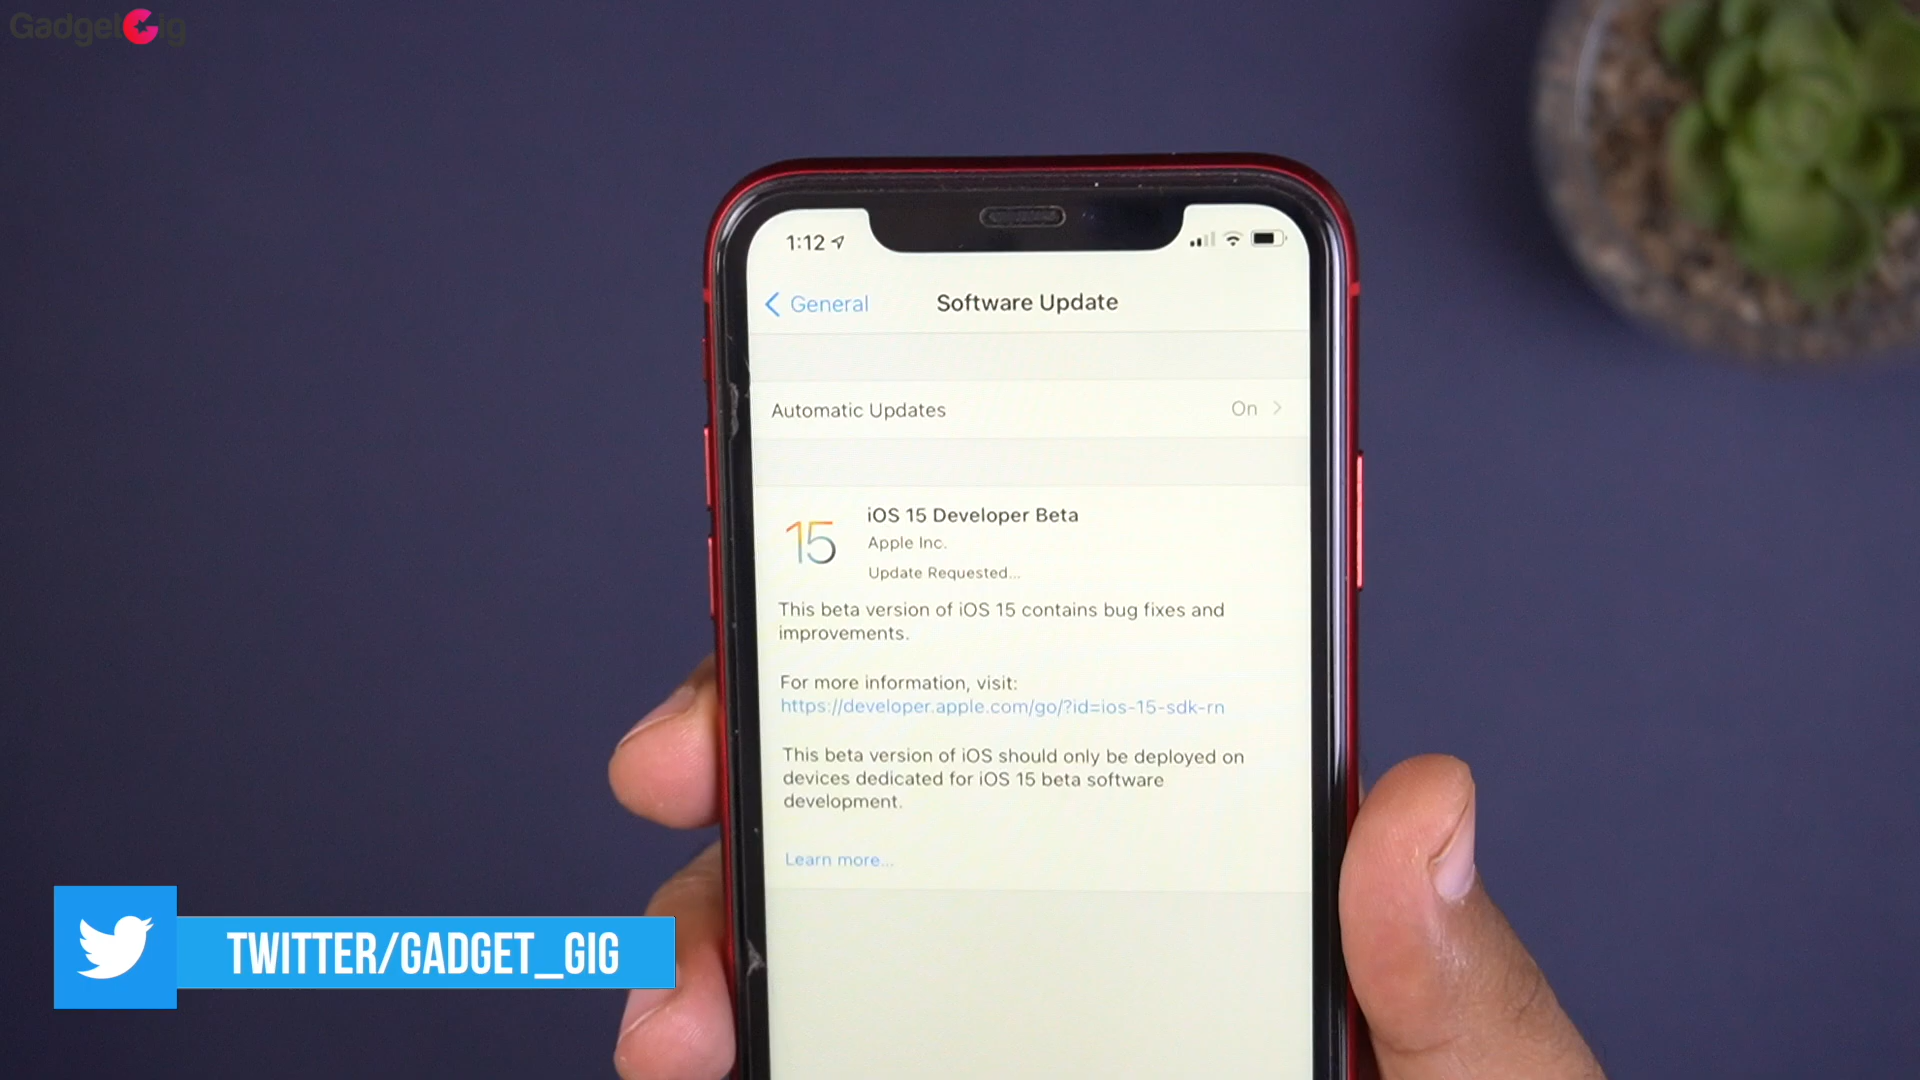 GadgetGig
1:12
General
Software Update
Automatic Updates
On
15
iOS 15 Developer Beta
Apple Inc.
Update Requested...
This beta version of iOS 15 contains bug fixes and
improvements.
For more information, visit:
https://developer.apple.com/go/?id=ios-15-sdk-rn
This beta version of iOS should only be deployed on
devices dedicated for iOS 15 beta software
development.
Learn more...
TWITTER/GADGET_GIG